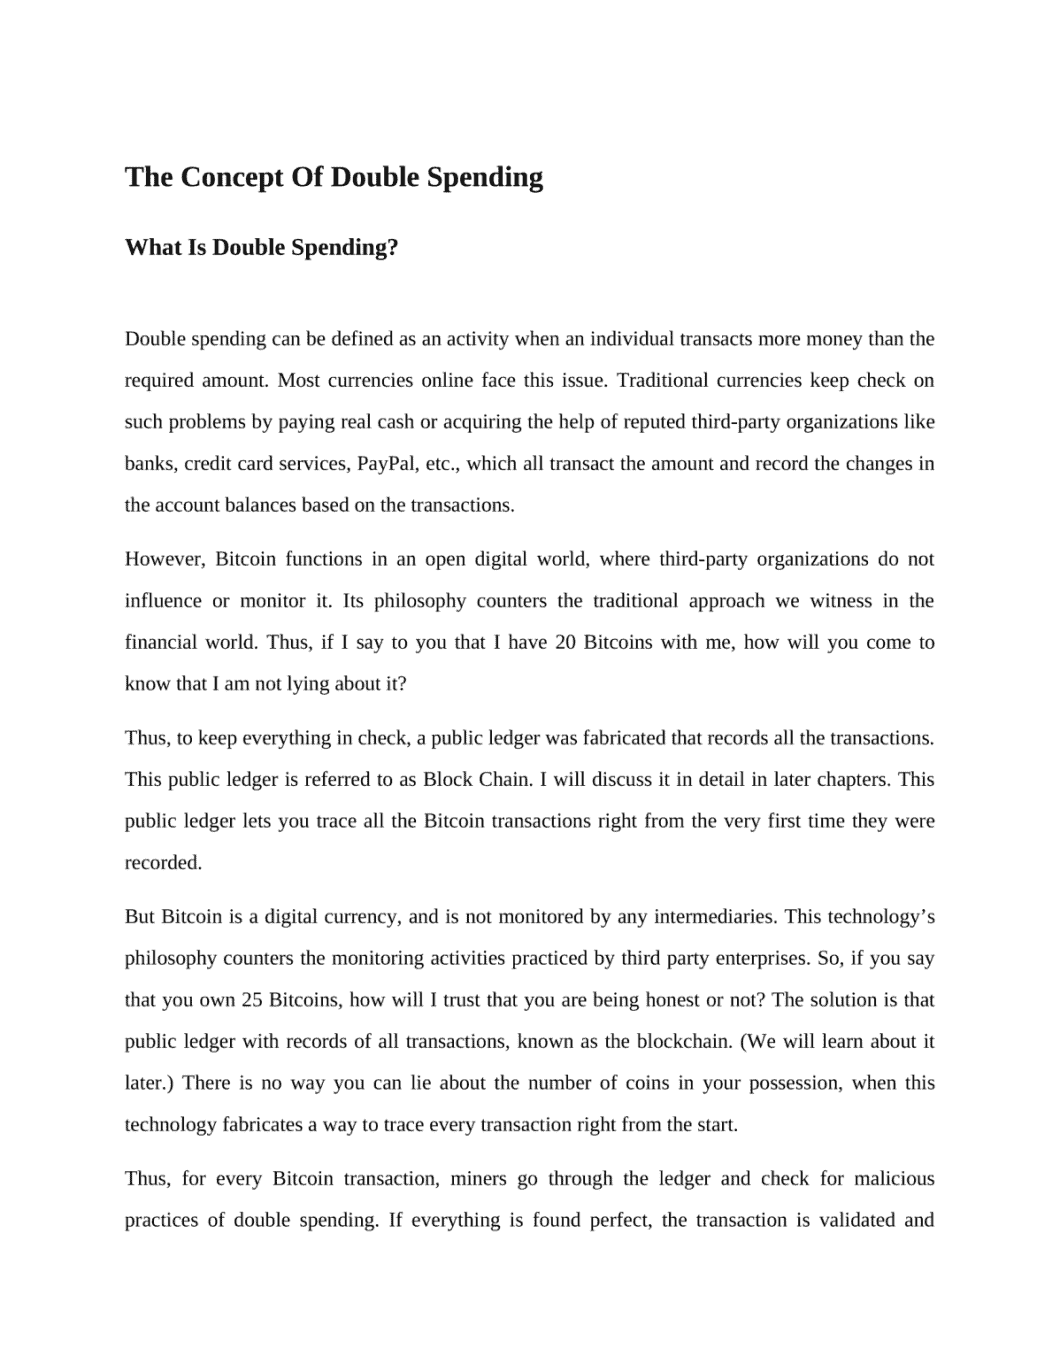 The Concept Of Double Spending
What Is Double Spending?
Double spending can be defined as an activity when an individual transacts more money than the
required amount. Most currencies online face this issue. Traditional currencies keep check on
such problems by paying real cash or acquiring the help of reputed third-party organizations like
banks, credit card services, PayPal, etc., which all transact the amount and record the changes in
the account balances based on the transactions.
However, Bitcoin functions in an open digital world, where third-party organizations do not
influence or monitor it. Its philosophy counters the traditional approach we witness in the
financial world. Thus, if I say to you that I have 20 Bitcoins with me, how will you come to
know that I am not lying about it?
Thus, to keep everything in check, a public ledger was fabricated that records all the transactions.
This public ledger is referred to as Block Chain. I will discuss it in detail in later chapters. This
public ledger lets you trace all the Bitcoin transactions right from the very first time they were
recorded.
But Bitcoin is a digital currency, and is not monitored by any intermediaries. This technology’s
philosophy counters the monitoring activities practiced by third party enterprises. So, if you say
that you own 25 Bitcoins, how will I trust that you are being honest or not? The solution is that
public ledger with records of all transactions, known as the blockchain. (We will learn about it
later.) There is no way you can lie about the number of coins in your possession, when this
technology fabricates a way to trace every transaction right from the start.
Thus, for every Bitcoin transaction, miners go through the ledger and check for malicious
practices of double spending. If everything is found perfect, the transaction is validated and